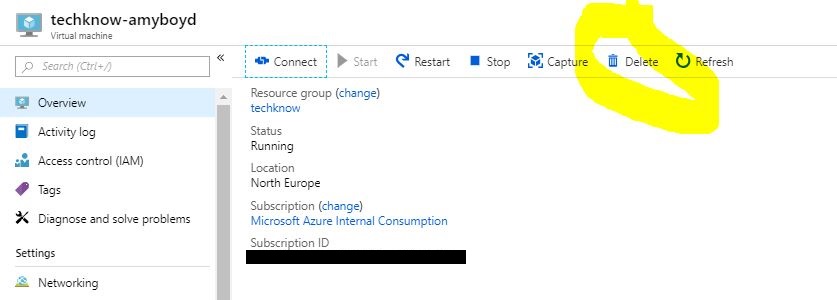 techknow-amyboyd
Virtual machine
Search (Ctrl+/)
«
Connect Start Restart Stop Capture Delete Refresh
Overview
Activity log
Access control (IAM)
Tags
Diagnose and solve problems
Settings
Networking
Resource group (change)
techknow
Status
Running
Location
North Europe
Subscription (change)
Microsoft Azure Internal Consumption
Subscription ID